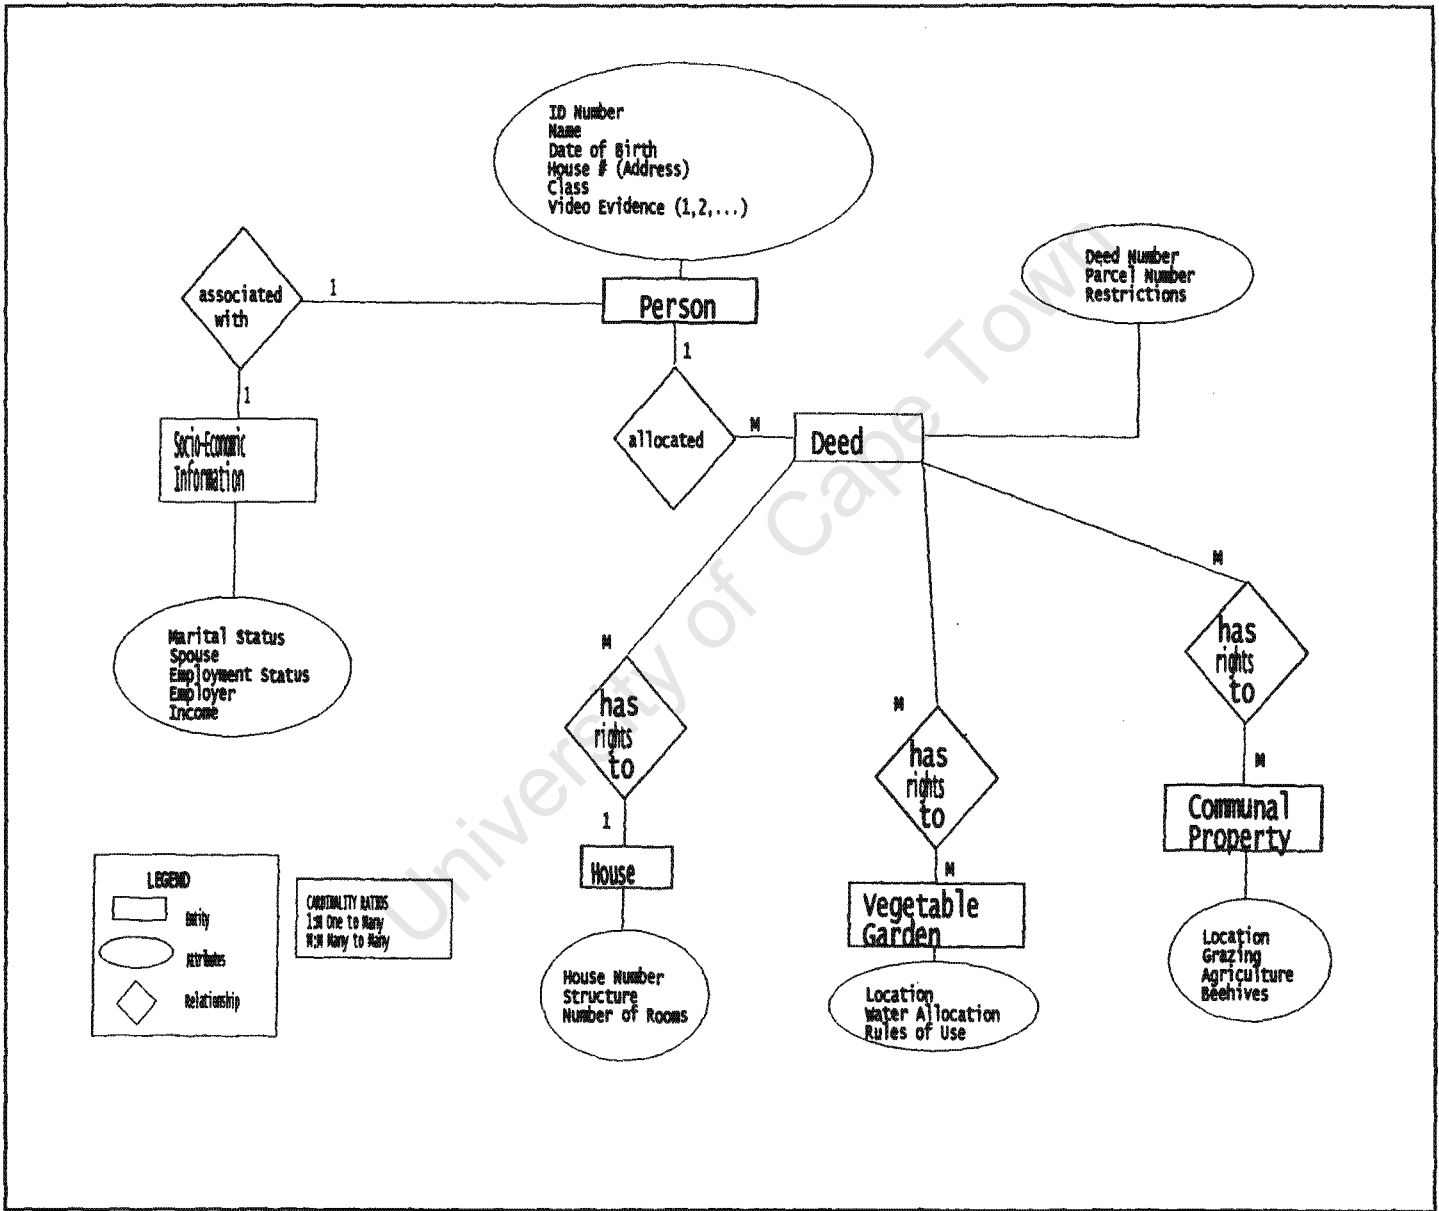 ID Number
Name
Date of Birth
House # (Address)
Class
Video Evidence (1,2,...)
Deed Number
Parcel Number
Restrictions
associated
with
1
Person
1
1
allocated
M
Deed
Socio-Economic
Information
M
Marital Status
Spouse
Employment Status
Employer
Income
M
has
rights
to
M
has
rights
to
M
has
rights
to
M
Communal
Property
1
House
M
Vegetable
Garden
LEGEND
Entity
Attributes
Relationship
CARDINALITY RATIOS
1:M One to Many
M:M Many to Many
House Number
Structure
Number of Rooms
Location
Water Allocation
Rules of Use
Location
Grazing
Agriculture
Beehives
University of Cape Town